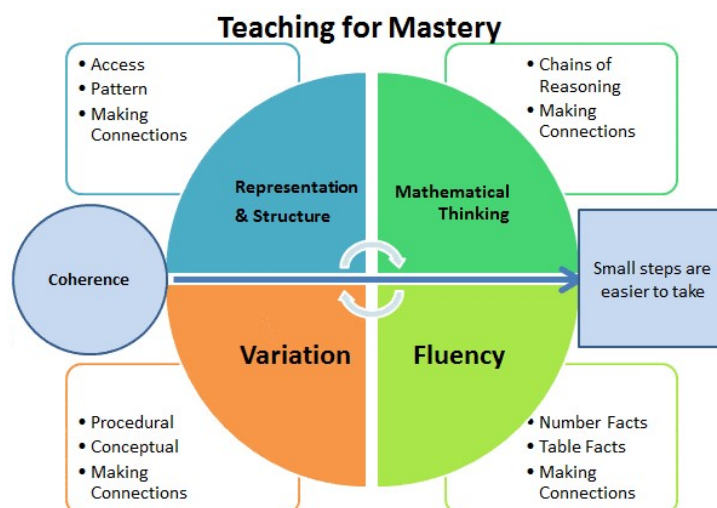 Teaching for Mastery
• Access
• Pattern
• Making
Connections
• Chains of
Reasoning
• Making
Connections
Representation
& Structure
Mathematical
Thinking
Coherence
Small steps are
easier to take
Variation
Fluency
• Procedural
• Conceptual
• Making
Connections
• Number Facts
• Table Facts
• Making
Connections